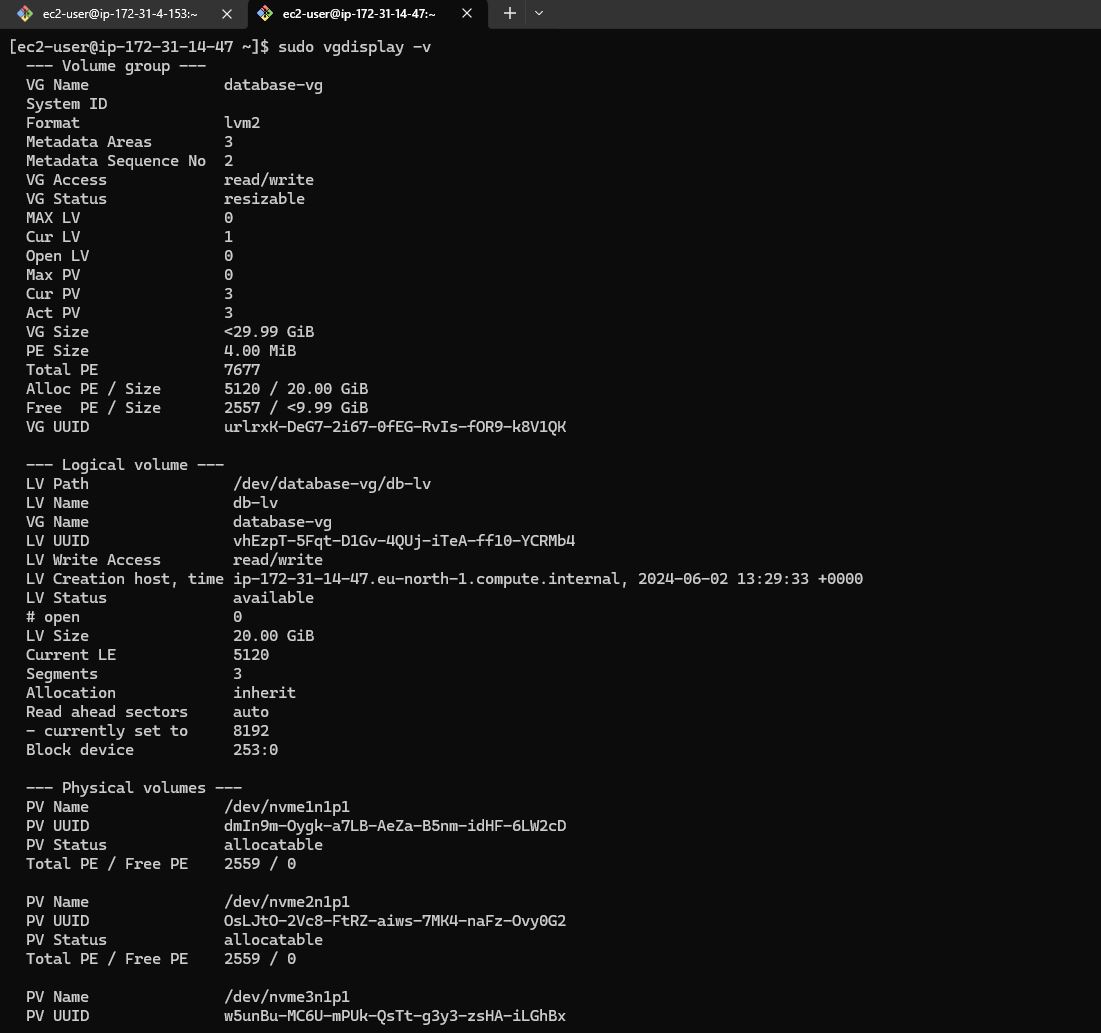 ec2-user@ip-172-31-4-153:~
ec2-user@ip-172-31-14-47:~
[ec2-user@ip-172-31-14-47 ~]$ sudo vgdisplay -v
--- Volume group ---
VG Name database-vg
System ID
Format lvm2
Metadata Areas 3
Metadata Sequence No 2
VG Access read/write
VG Status resizable
MAX LV 0
Cur LV 1
Open LV 0
Max PV 0
Cur PV 3
Act PV 3
VG Size <29.99 GiB
PE Size 4.00 MiB
Total PE 7677
Alloc PE / Size 5120 / 20.00 GiB
Free PE / Size 2557 / <9.99 GiB
VG UUID urlrxK-DeG7-2i67-0fEG-RvIs-fOR9-k8V1QK
--- Logical volume ---
LV Path /dev/database-vg/db-lv
LV Name db-lv
VG Name database-vg
LV UUID vhEzpT-5Fqt-D1Gv-4QUj-iTeA-ff10-YCRMb4
LV Write Access read/write
LV Creation host, time ip-172-31-14-47.eu-north-1.compute.internal, 2024-06-02 13:29:33 +0000
LV Status available
# open 0
LV Size 20.00 GiB
Current LE 5120
Segments 3
Allocation inherit
Read ahead sectors auto
- currently set to 8192
Block device 253:0
--- Physical volumes ---
PV Name /dev/nvme1n1p1
PV UUID dmIn9m-Oygk-a7LB-AeZa-B5nm-idHF-6LW2cD
PV Status allocatable
Total PE / Free PE 2559 / 0
PV Name /dev/nvme2n1p1
PV UUID OsLJtO-2Vc8-FtRZ-aiws-7MK4-naFz-Ovy0G2
PV Status allocatable
Total PE / Free PE 2559 / 0
PV Name /dev/nvme3n1p1
PV UUID w5unBu-MC6U-mPUk-QsTt-g3y3-zsHA-iLGhBx